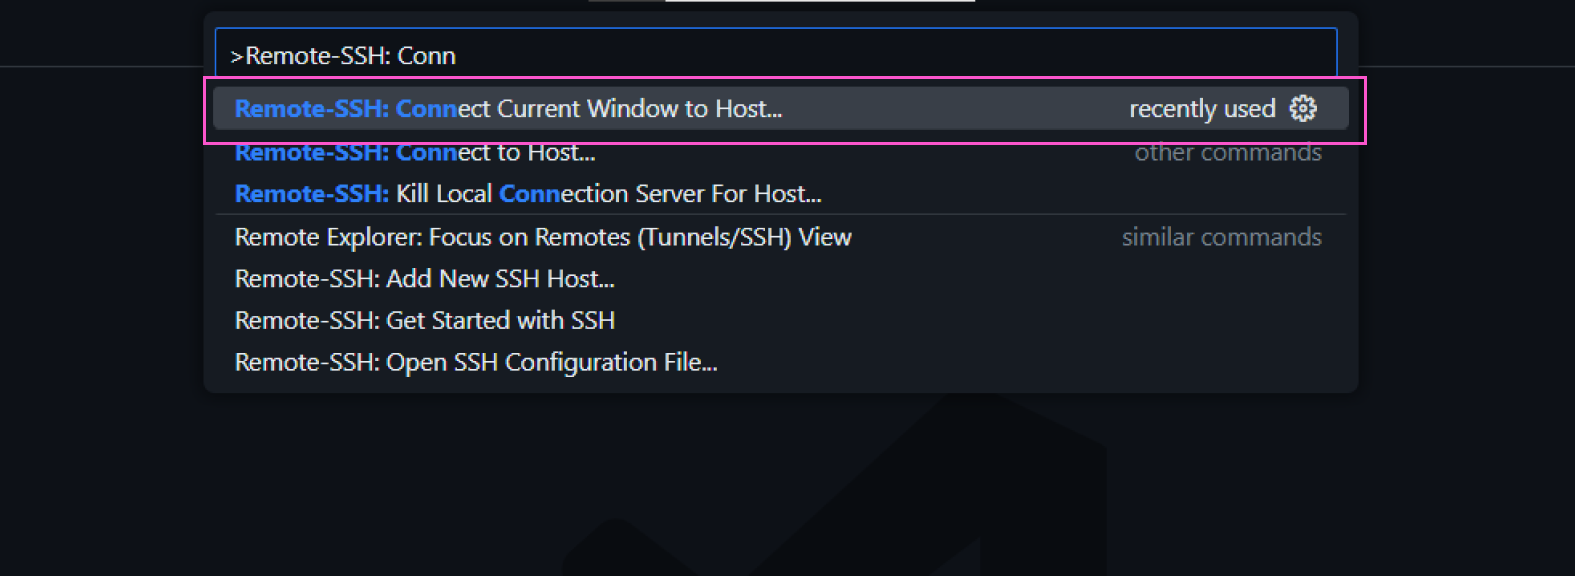 >Remote-SSH: Conn
Remote-SSH: Connect Current Window to Host... recently used
Remote-SSH: Connect to Host... other commands
Remote-SSH: Kill Local Connection Server For Host...
Remote Explorer: Focus on Remotes (Tunnels/SSH) View similar commands
Remote-SSH: Add New SSH Host...
Remote-SSH: Get Started with SSH
Remote-SSH: Open SSH Configuration File...